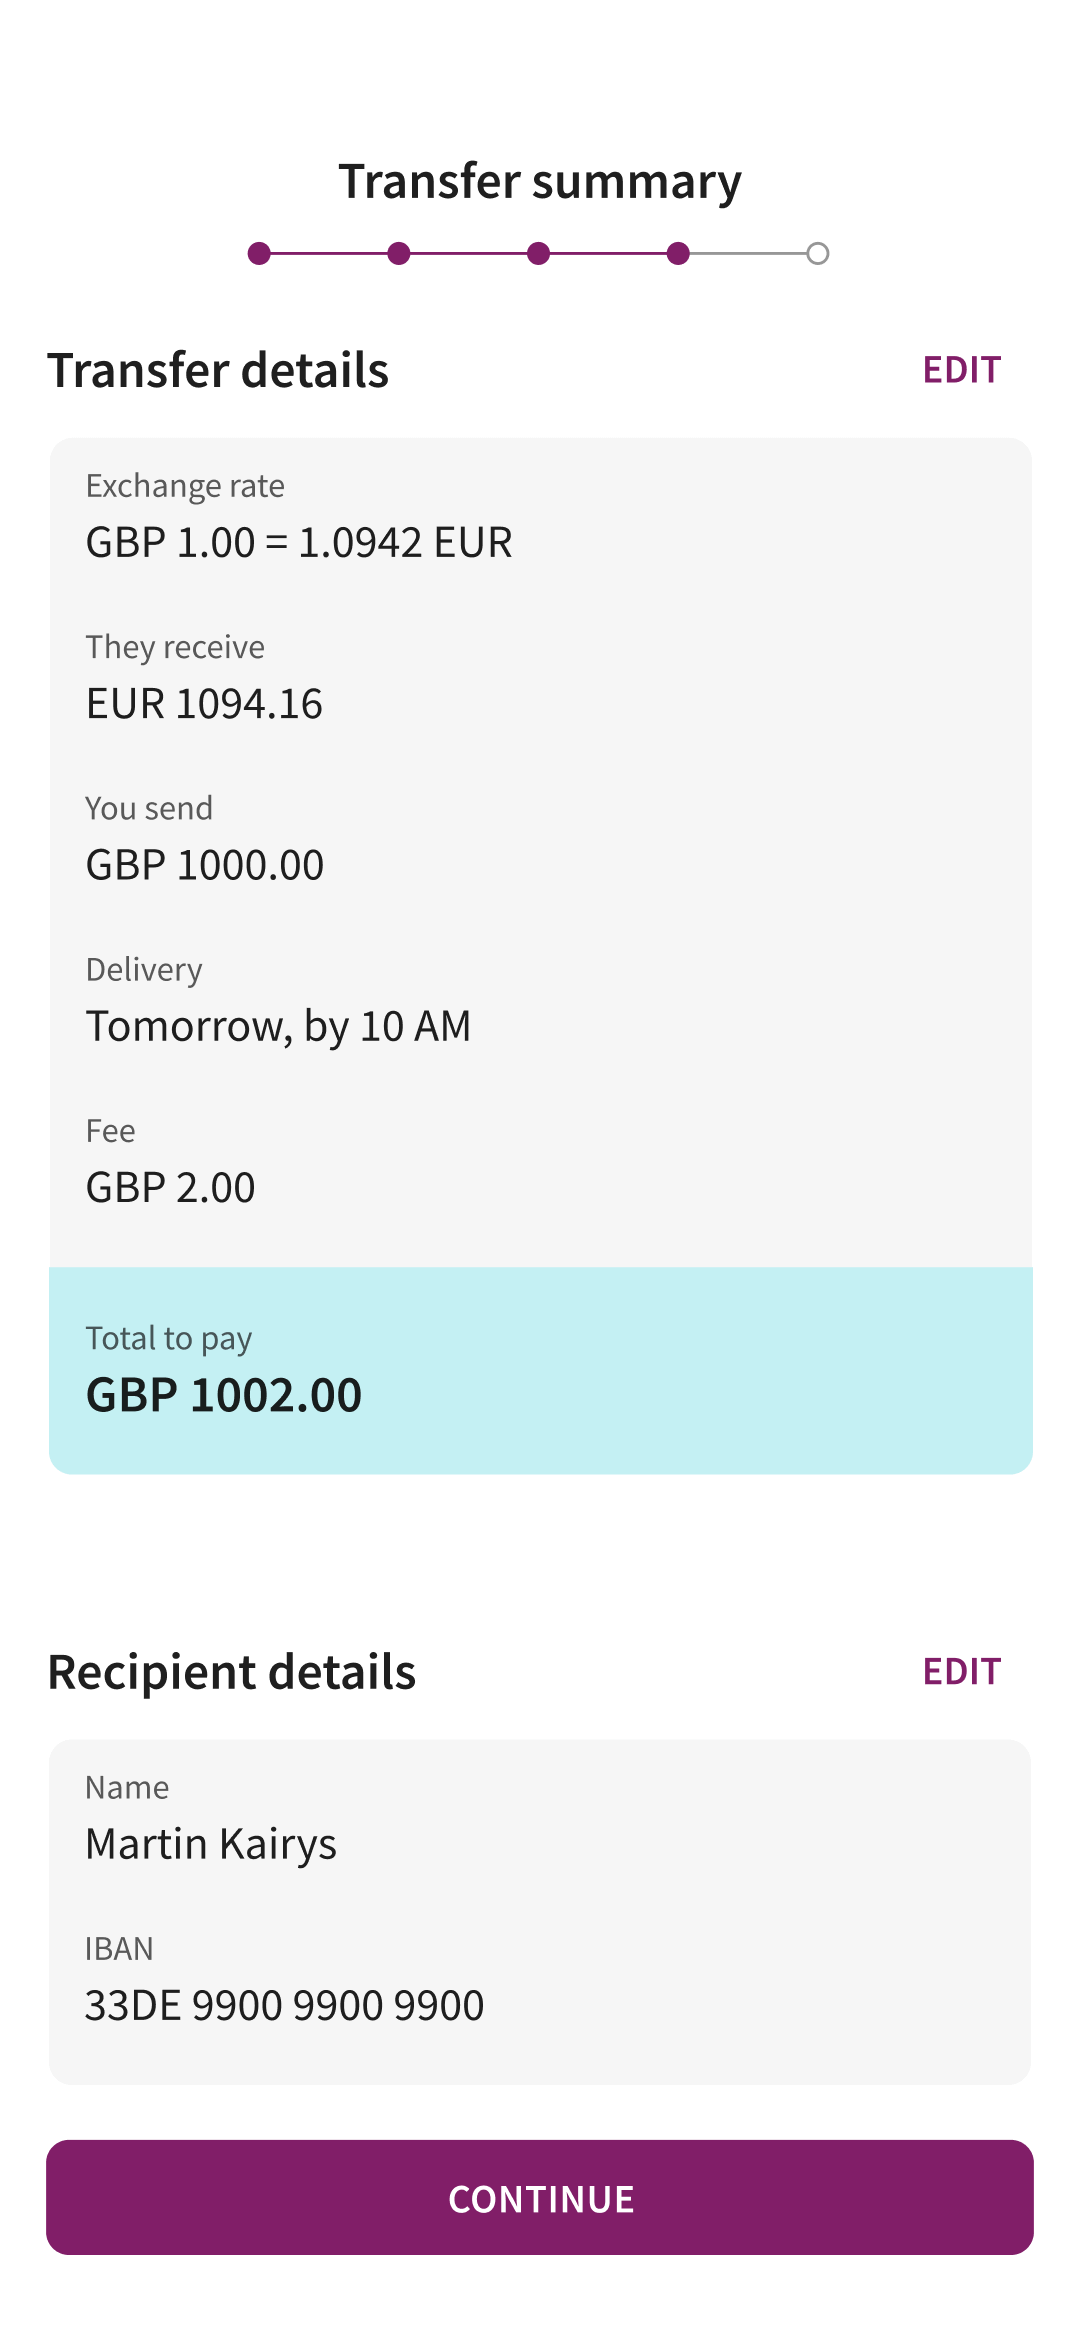 Transfer summary
Transfer details
EDIT
Exchange rate
GBP 1.00 = 1.0942 EUR
They receive
EUR 1094.16
You send
GBP 1000.00
Delivery
Tomorrow, by 10 AM
Fee
GBP 2.00
Total to pay
GBP 1002.00
Recipient details
EDIT
Name
Martin Kairys
IBAN
33DE 9900 9900 9900
CONTINUE